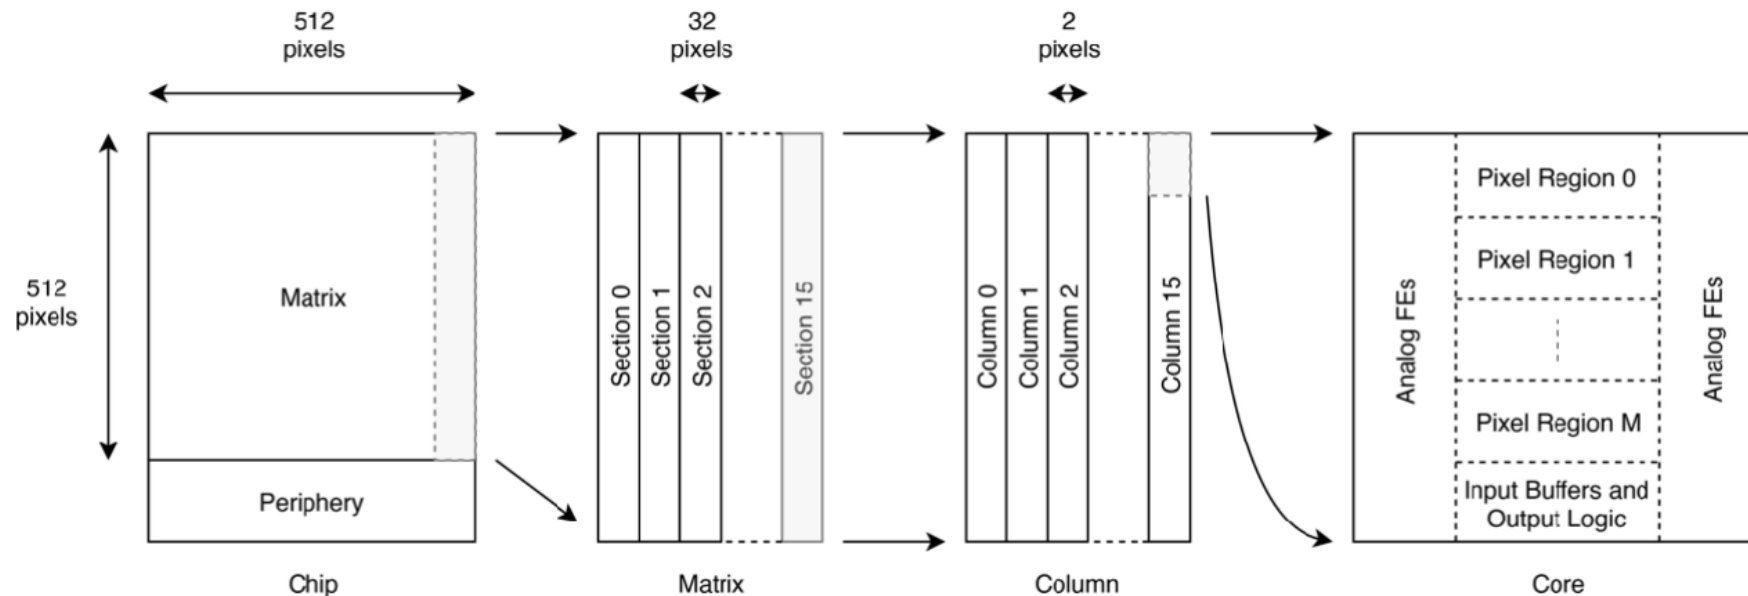 512
pixels
32
pixels
2
pixels
512
pixels
Matrix
Periphery
Chip
Section 0
Section 1
Section 2
Section 15
Matrix
Column 0
Column 1
Column 2
Column 15
Column
Analog FEs
Pixel Region 0
Pixel Region 1
Pixel Region M
Input Buffers and
Output Logic
Analog FEs
Core